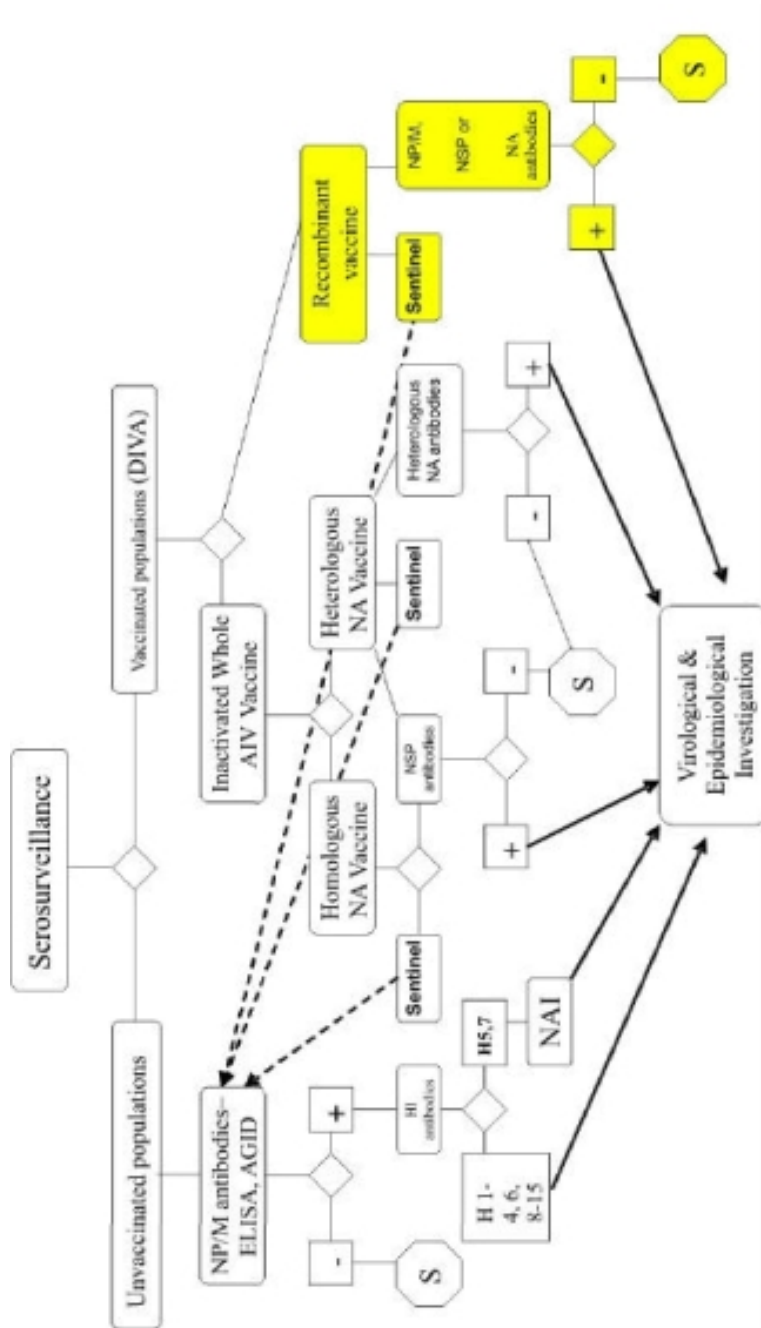 Serosurveillance
Unvaccinated populations
Vaccinated populations (DIVA)
NP/M antibodies–
ELISA, AGID
Inactivated Whole
AIV Vaccine
Recombinant
vaccine
Homologous
NA Vaccine
Heterologous
NA Vaccine
Sentinel
NP/M,
NSP or
NA
antibodies
-
+
S
HI
antibodies
Sentinel
NSP
antibodies
Sentinel
Heterologous
NA antibodies
+
-
S
H 1-
4, 6,
8-15
H5,7
NAI
+
-
S
-
+
Virological &
Epidemiological
Investigation
+
-
S